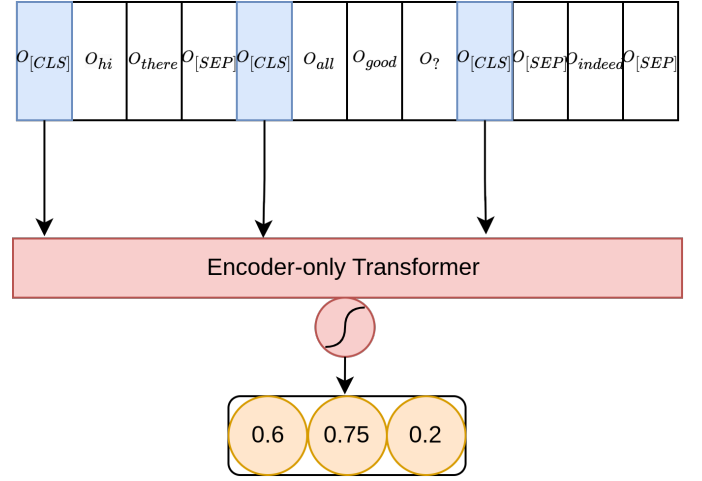 O[CLS] Ohi Othere O[SEP] O[CLS] Oall Ogood O? O[CLS] O[SEP] Oindeed O[SEP]
Encoder-only Transformer
0.6 0.75 0.2